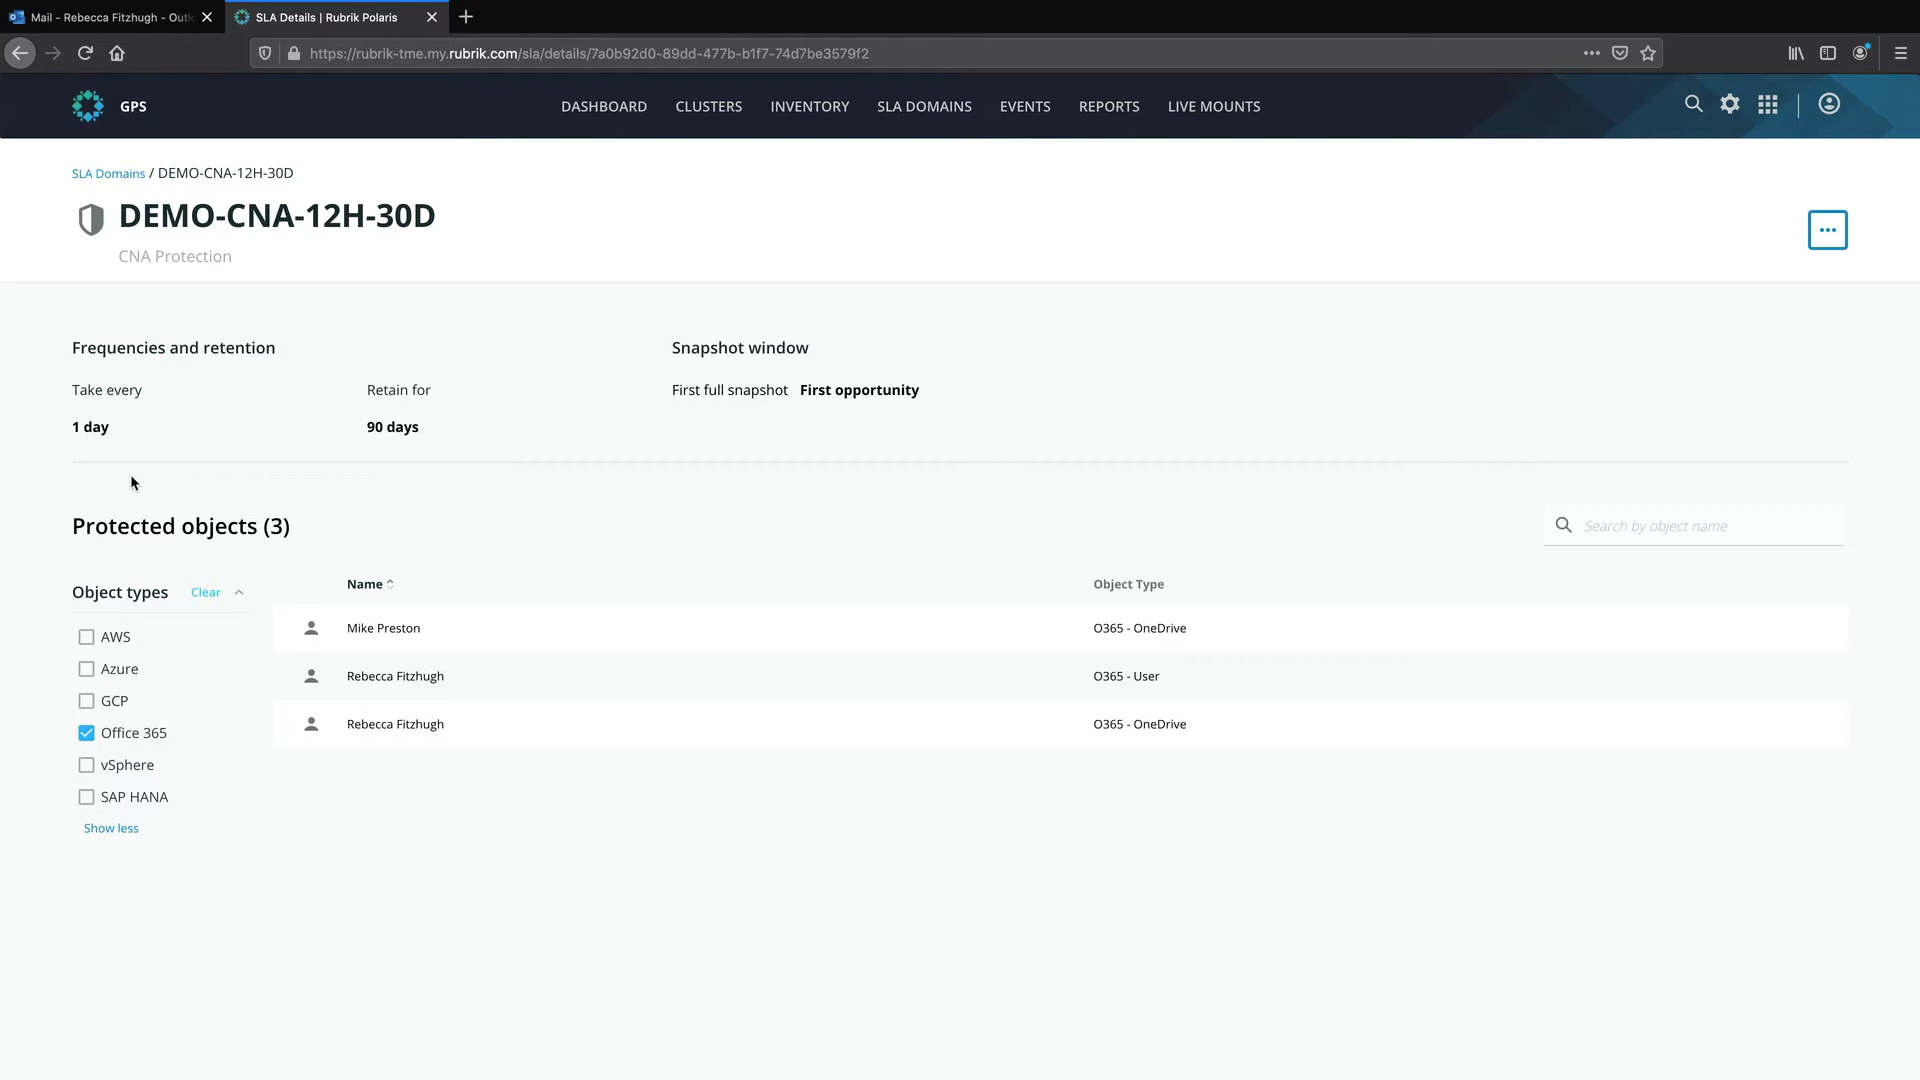 Mail - Rebecca Fitzhugh - Outlo
SLA Details | Rubrik Polaris
https://rubrik-tme.my.rubrik.com/sla/details/7a0b92d0-89dd-477b-b1f7-74d7be3579f2
GPS
DASHBOARD CLUSTERS INVENTORY SLA DOMAINS EVENTS REPORTS LIVE MOUNTS
SLA Domains / DEMO-CNA-12H-30D
DEMO-CNA-12H-30D
CNA Protection
Frequencies and retention
Snapshot window
Take every
Retain for
First full snapshot First opportunity
1 day
90 days
Protected objects (3)
Search by object name
Object types Clear
Name
Object Type
AWS
Azure
GCP
Office 365
vSphere
SAP HANA
Show less
Mike Preston O365 - OneDrive
Rebecca Fitzhugh O365 - User
Rebecca Fitzhugh O365 - OneDrive